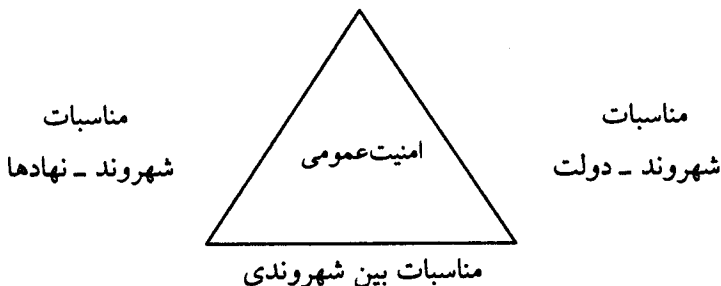 مناسبات
شهروند ـ دولت
مناسبات
شهروند ـ نهادها
امنیت‌عمومی
مناسبات بین شهروندی